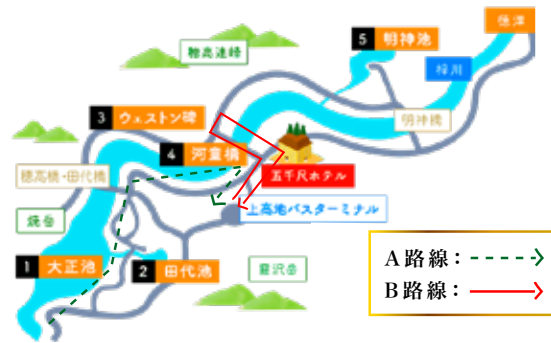 徳澤
5 明神池
穂高連峰
梓川
3 ウェストン碑
明神橋
4 河童橋
穂高橋・田代橋
五千尺ホテル
上高地バスターミナル
焼岳
1 大正池
2 田代池
霞沢岳
A路線：
B路線：